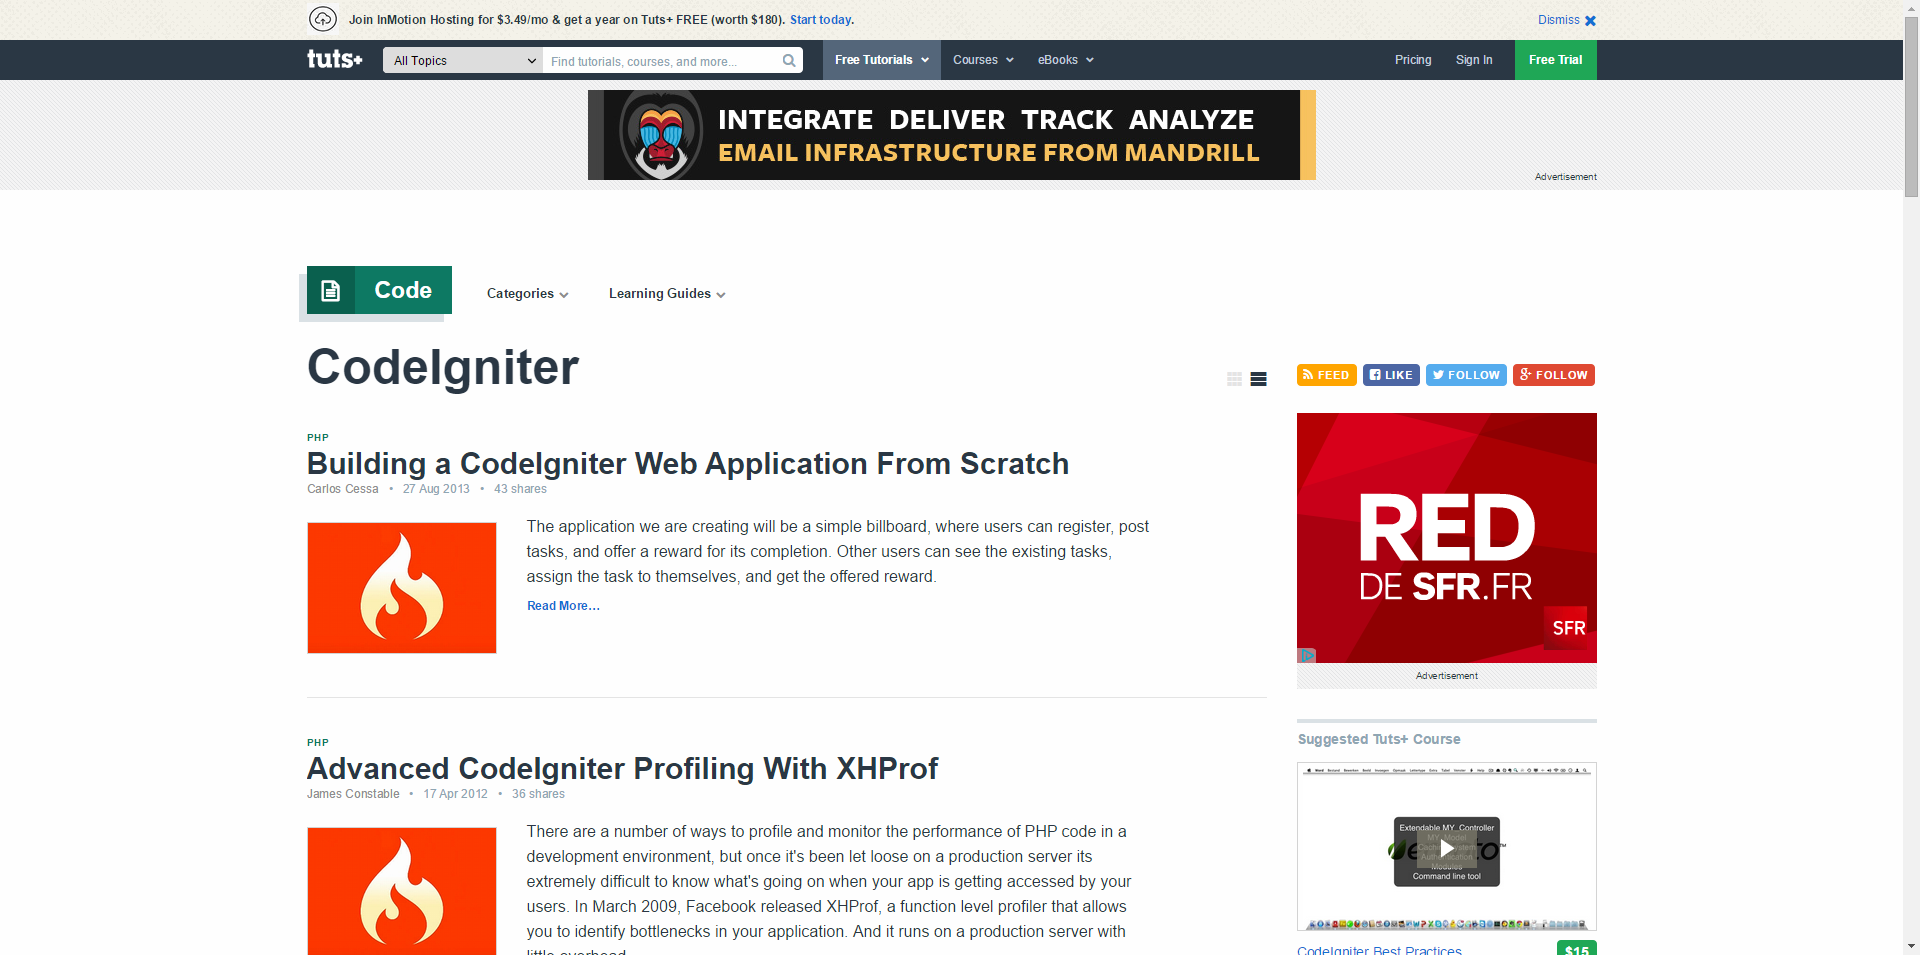 Join InMotion Hosting for $3.49/mo & get a year on Tuts+ FREE (worth $180). Start today.
Dismiss
tuts+
All Topics
Find tutorials, courses, and more...
Free Tutorials
Courses
eBooks
Pricing
Sign In
Free Trial
INTEGRATE DELIVER TRACK ANALYZE
EMAIL INFRASTRUCTURE FROM MANDRILL
Advertisement
Code
Categories
Learning Guides
CodeIgniter
FEED
LIKE
FOLLOW
FOLLOW
PHP
Building a CodeIgniter Web Application From Scratch
Carlos Cessa • 27 Aug 2013 • 43 shares
The application we are creating will be a simple billboard, where users can register, post
tasks, and offer a reward for its completion. Other users can see the existing tasks,
assign the task to themselves, and get the offered reward.
Read More...
RED
DE SFR.FR
SFR
Advertisement
PHP
Advanced CodeIgniter Profiling With XHProf
James Constable • 17 Apr 2012 • 36 shares
There are a number of ways to profile and monitor the performance of PHP code in a
development environment, but once it's been let loose on a production server its
extremely difficult to know what's going on when your app is getting accessed by your
users. In March 2009, Facebook released XHProf, a function level profiler that allows
you to identify bottlenecks in your application. And it runs on a production server with
little overhead
Suggested Tuts+ Course
Extendable MY_Controller
MY_Model
Modules
Command line tool
CodeIgniter Best Practices
$15